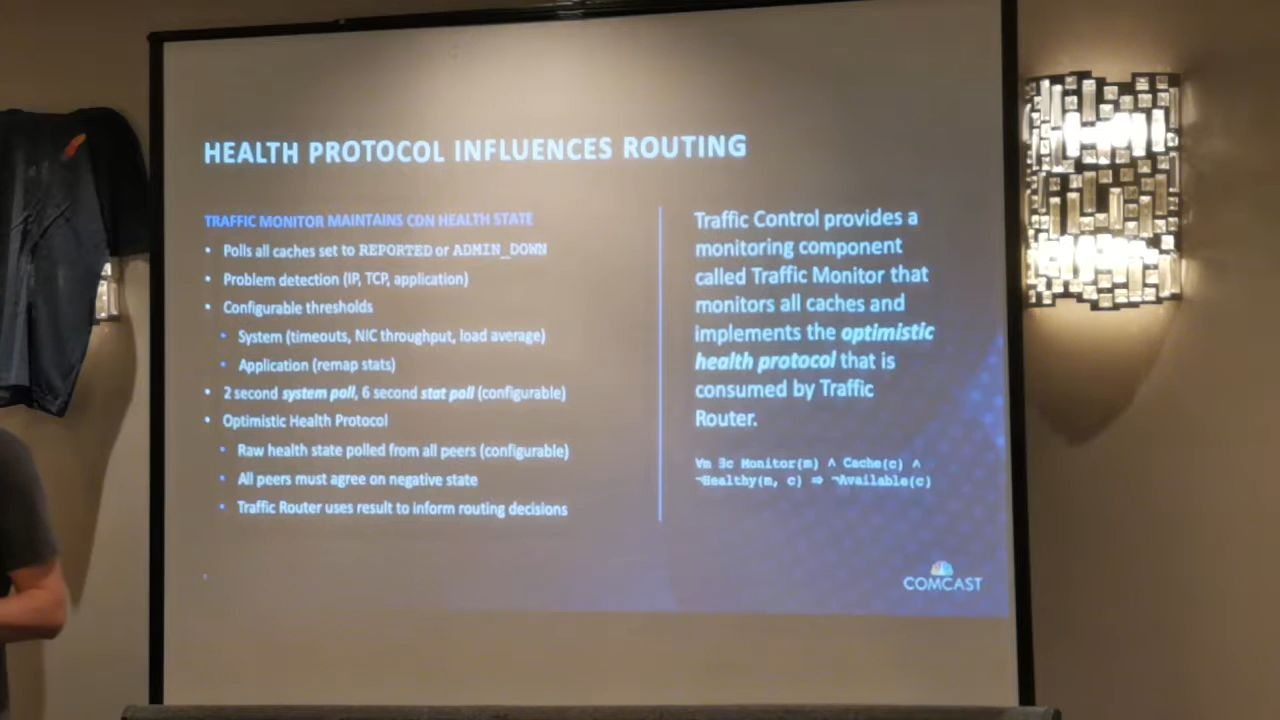 HEALTH PROTOCOL INFLUENCES ROUTING
TRAFFIC MONITOR MAINTAINS CDN HEALTH STATE
• Polls all caches set to REPORTED or ADMIN_DOWN
• Problem detection (IP, TCP, application)
• Configurable thresholds
• System (timeouts, NIC throughput, load average)
• Application (remap stats)
• 2 second system poll, 6 second stat poll (configurable)
• Optimistic Health Protocol
• Raw health state polled from all peers (configurable)
• All peers must agree on negative state
• Traffic Router uses result to inform routing decisions
Traffic Control provides a
monitoring component
called Traffic Monitor that
monitors all caches and
implements the optimistic
health protocol that is
consumed by Traffic
Router.
∀m ∃c Monitor(m) ∧ Cache(c) ∧
¬Healthy(m, c) ⇒ ¬Available(c)
COMCAST